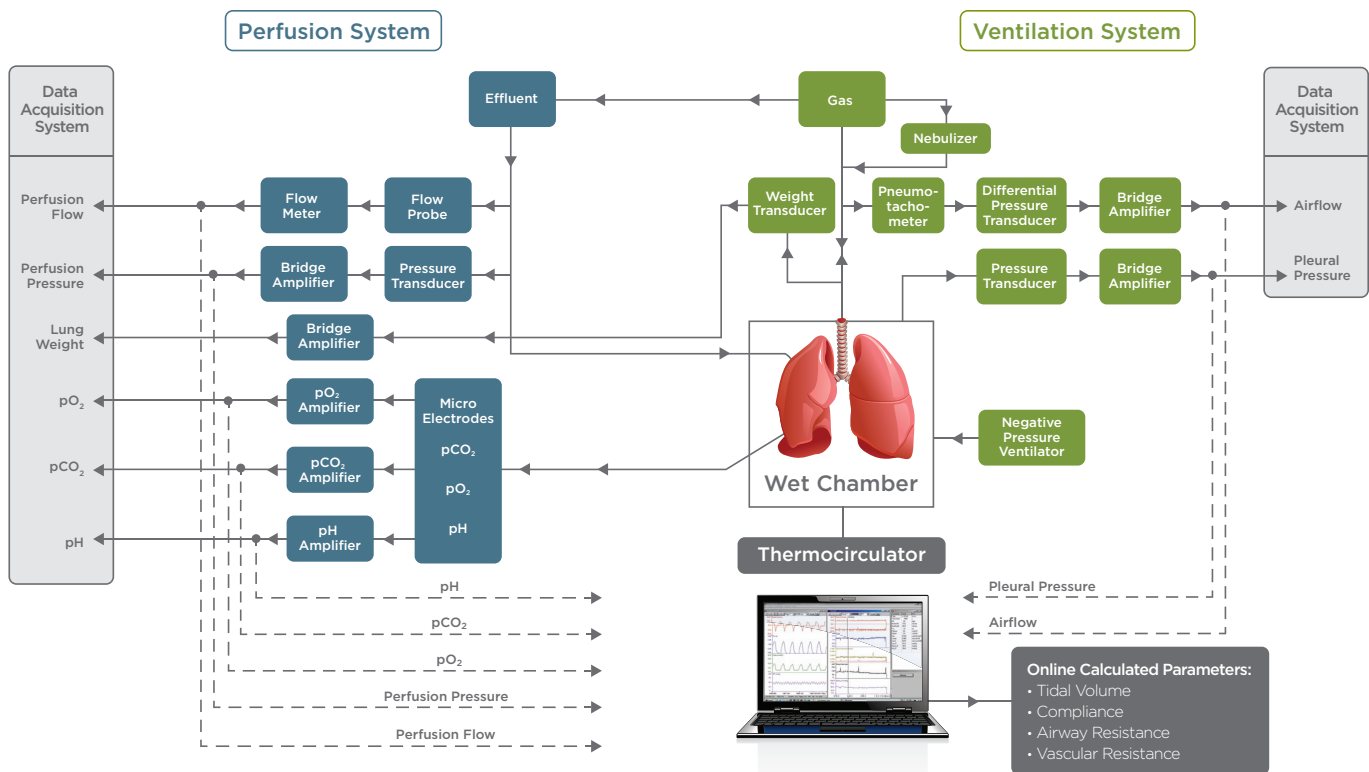 Perfusion System
Ventilation System
Data
Acquisition
System
Perfusion
Flow
Perfusion
Pressure
Lung
Weight
pO₂
pCO₂
pH
Effluent
Flow
Meter
Flow
Probe
Bridge
Amplifier
Pressure
Transducer
Bridge
Amplifier
pO₂
Amplifier
pCO₂
Amplifier
pH
Amplifier
Micro
Electrodes
pCO₂
pO₂
pH
Gas
Nebulizer
Weight
Transducer
Pneumo-
tacho-
meter
Differential
Pressure
Transducer
Bridge
Amplifier
Pressure
Transducer
Bridge
Amplifier
Data
Acquisition
System
Airflow
Pleural
Pressure
Negative
Pressure
Ventilator
Wet Chamber
Thermocirculator
pH
pCO₂
pO₂
Perfusion Pressure
Perfusion Flow
Pleural Pressure
Airflow
Online Calculated Parameters:
• Tidal Volume
• Compliance
• Airway Resistance
• Vascular Resistance